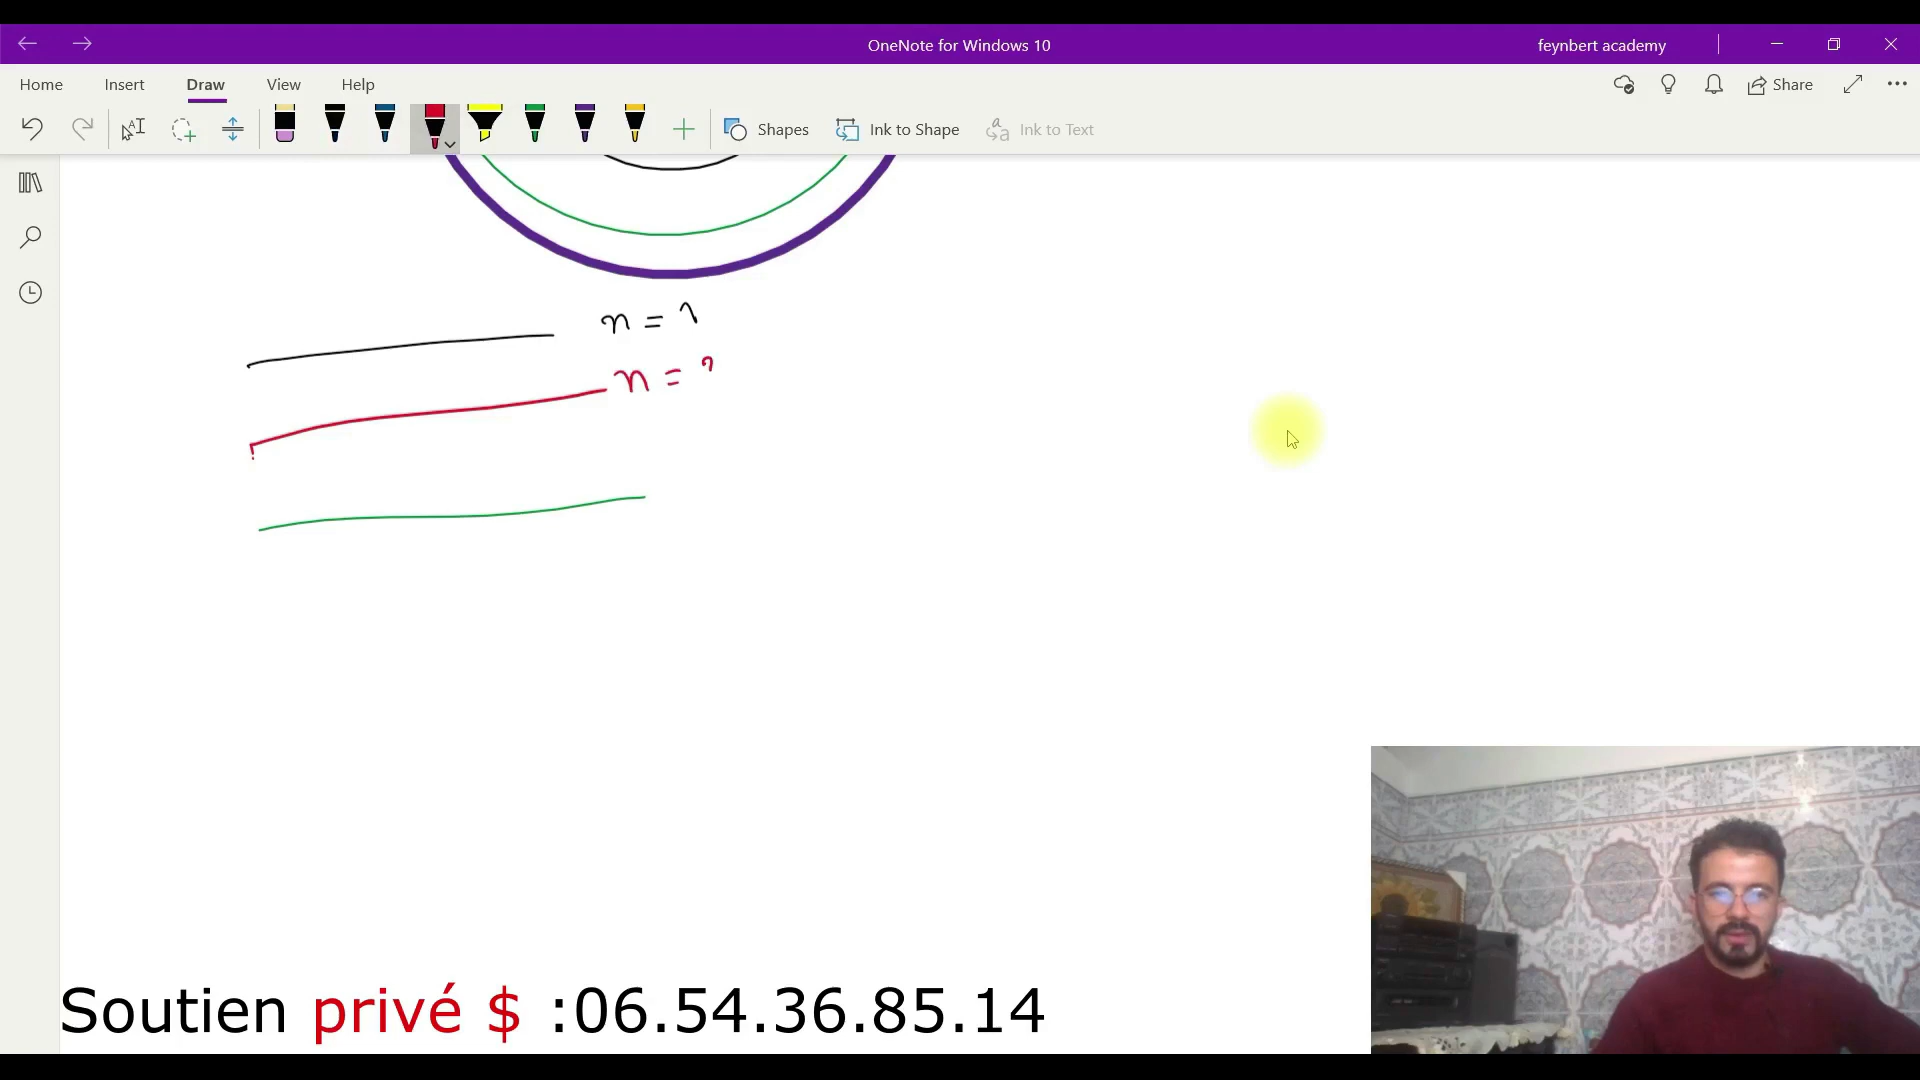 OneNote for Windows 10
feynbert academy
Home Insert Draw View Help
Share
Shapes
Ink to Shape
Ink to Text
n = 1
n =
Soutien privé $ :06.54.36.85.14